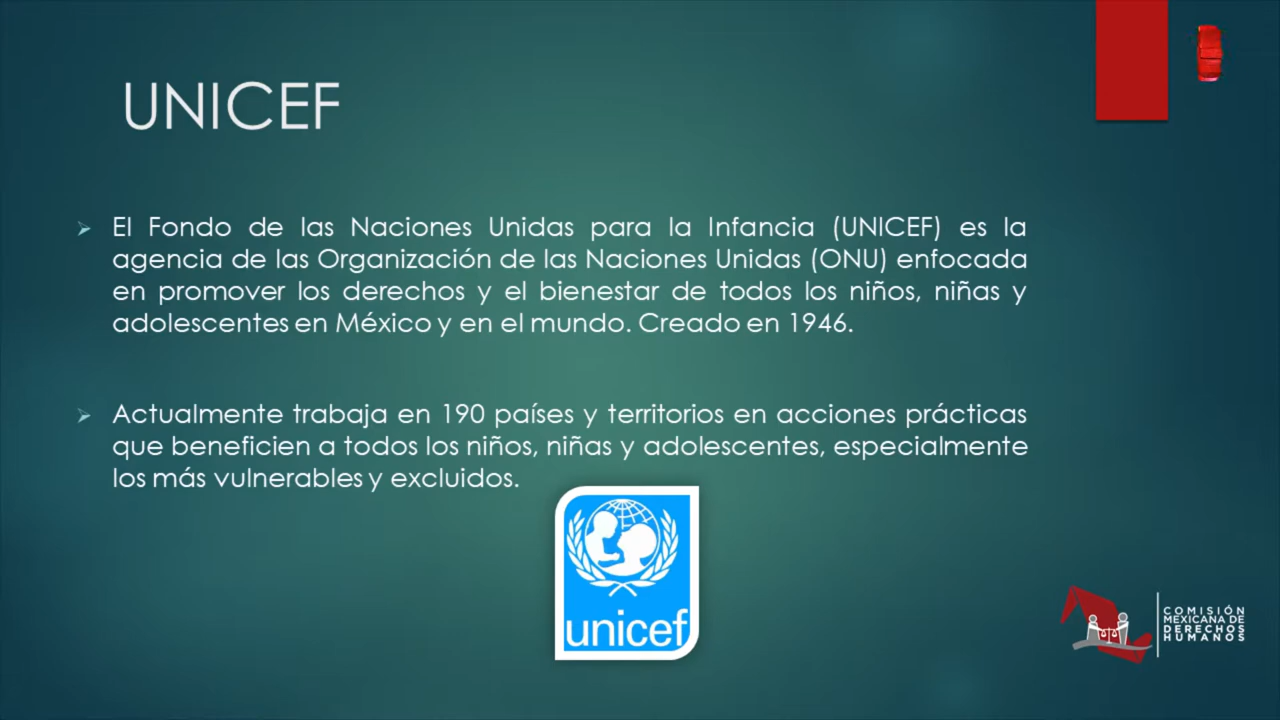 UNICEF
El Fondo de las Naciones Unidas para la Infancia (UNICEF) es la
agencia de las Organización de las Naciones Unidas (ONU) enfocada
en promover los derechos y el bienestar de todos los niños, niñas y
adolescentes en México y en el mundo. Creado en 1946.
Actualmente trabaja en 190 países y territorios en acciones prácticas
que beneficien a todos los niños, niñas y adolescentes, especialmente
los más vulnerables y excluidos.
unicef
COMISIÓN
MEXICANA DE
DERECHOS
HUMANOS